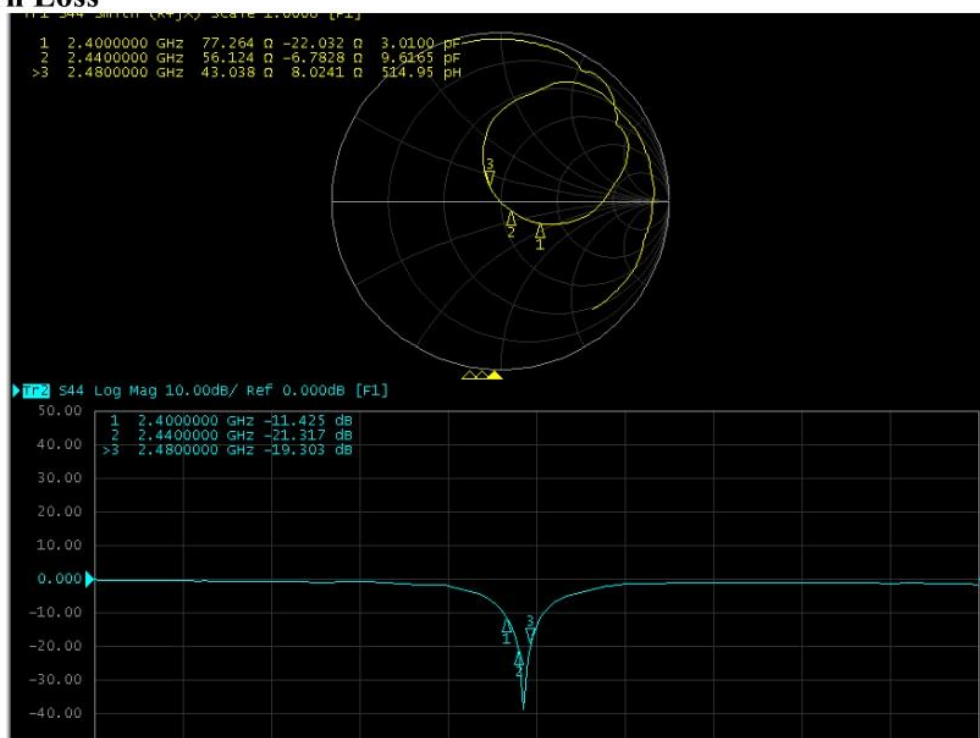 n Loss
Tr1 S44 Smith (R+jX) Scale 1.0000 [F1]
1 2.4000000 GHz 77.264 Ω -22.032 Ω 3.0100 pF
2 2.4400000 GHz 56.124 Ω -6.7828 Ω 9.6165 pF
>3 2.4800000 GHz 43.038 Ω 8.0241 Ω 514.95 pH
3
2
1
Tr2 S44 Log Mag 10.00dB/ Ref 0.000dB [F1]
50.00
1 2.4000000 GHz -11.425 dB
2 2.4400000 GHz -21.317 dB
40.00
>3 2.4800000 GHz -19.303 dB
30.00
20.00
10.00
0.000
-10.00
3
1
-20.00
2
-30.00
-40.00